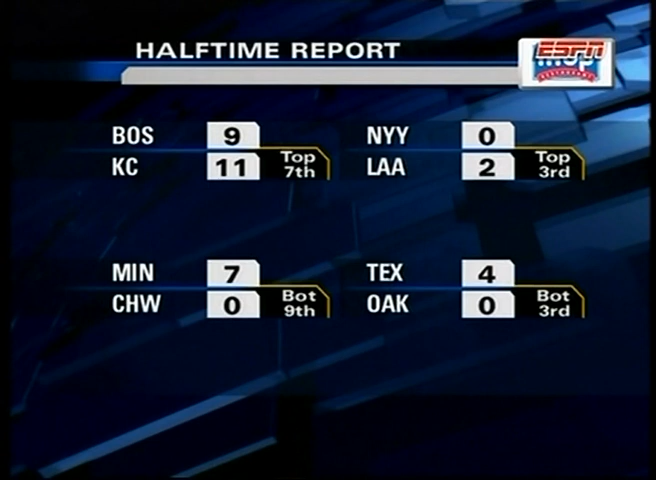 HALFTIME REPORT
ESPN
BOS 9
KC 11 Top 7th
NYY 0
LAA 2 Top 3rd
MIN 7
CHW 0 Bot 9th
TEX 4
OAK 0 Bot 3rd